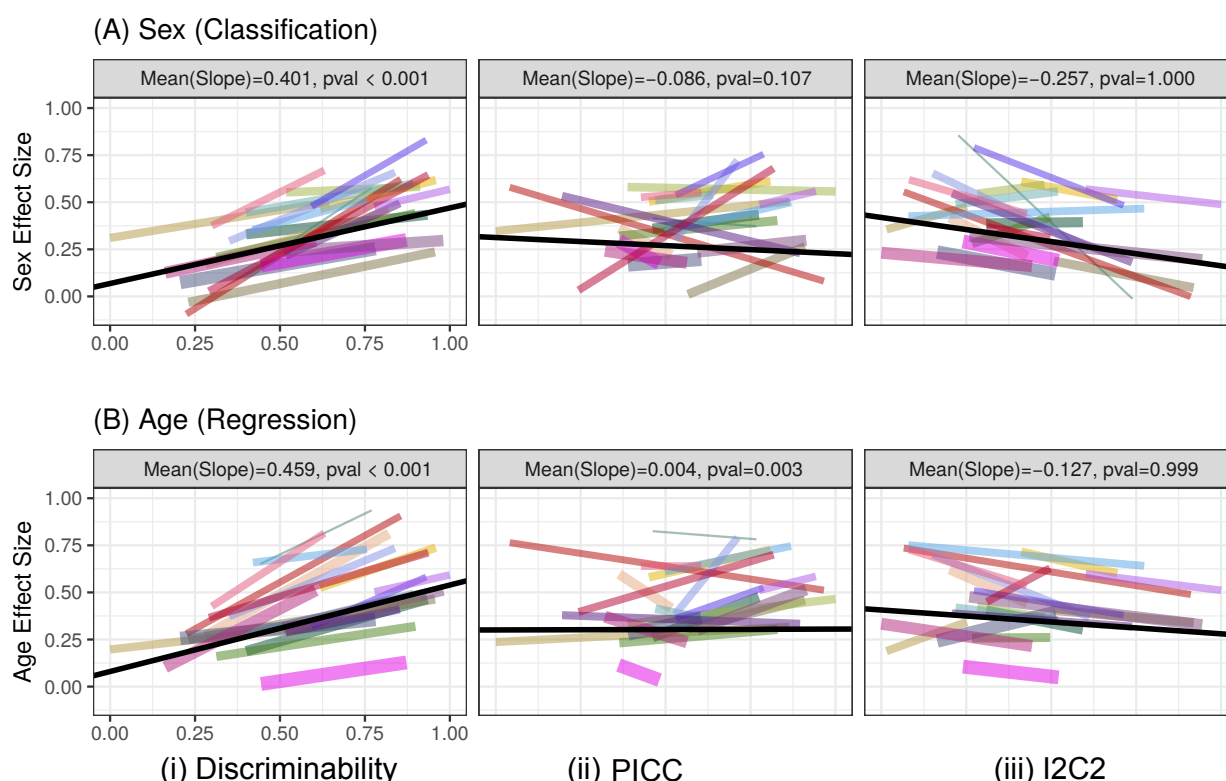 (A) Sex (Classification)
Mean(Slope)=0.401, pval < 0.001
Mean(Slope)=−0.086, pval=0.107
Mean(Slope)=−0.257, pval=1.000
Sex Effect Size
1.00
0.75
0.50
0.25
0.00
0.00 0.25 0.50 0.75 1.00
(B) Age (Regression)
Mean(Slope)=0.459, pval < 0.001
Mean(Slope)=0.004, pval=0.003
Mean(Slope)=−0.127, pval=0.999
Age Effect Size
1.00
0.75
0.50
0.25
0.00
0.00 0.25 0.50 0.75 1.00
(i) Discriminability
(ii) PICC
(iii) I2C2